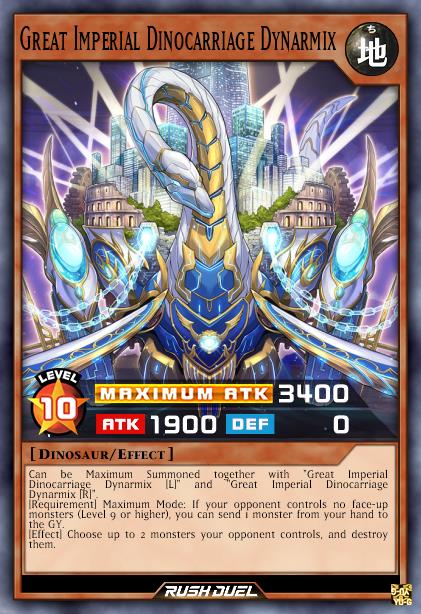 Great Imperial Dinocarriage Dynarmix
ち
地
LEVEL
10
MAXIMUM ATK 3400
ATK 1900 DEF 0
[Dinosaur/Effect]
Can be Maximum Summoned together with "Great Imperial
Dinocarriage Dynarmix [L]" and "Great Imperial Dinocarriage
Dynarmix [R]".
[Requirement] Maximum Mode: If your opponent controls no face-up
monsters (Level 9 or higher), you can send 1 monster from your hand to
the GY.
[Effect] Choose up to 2 monsters your opponent controls, and destroy
them.
RUSH DUEL